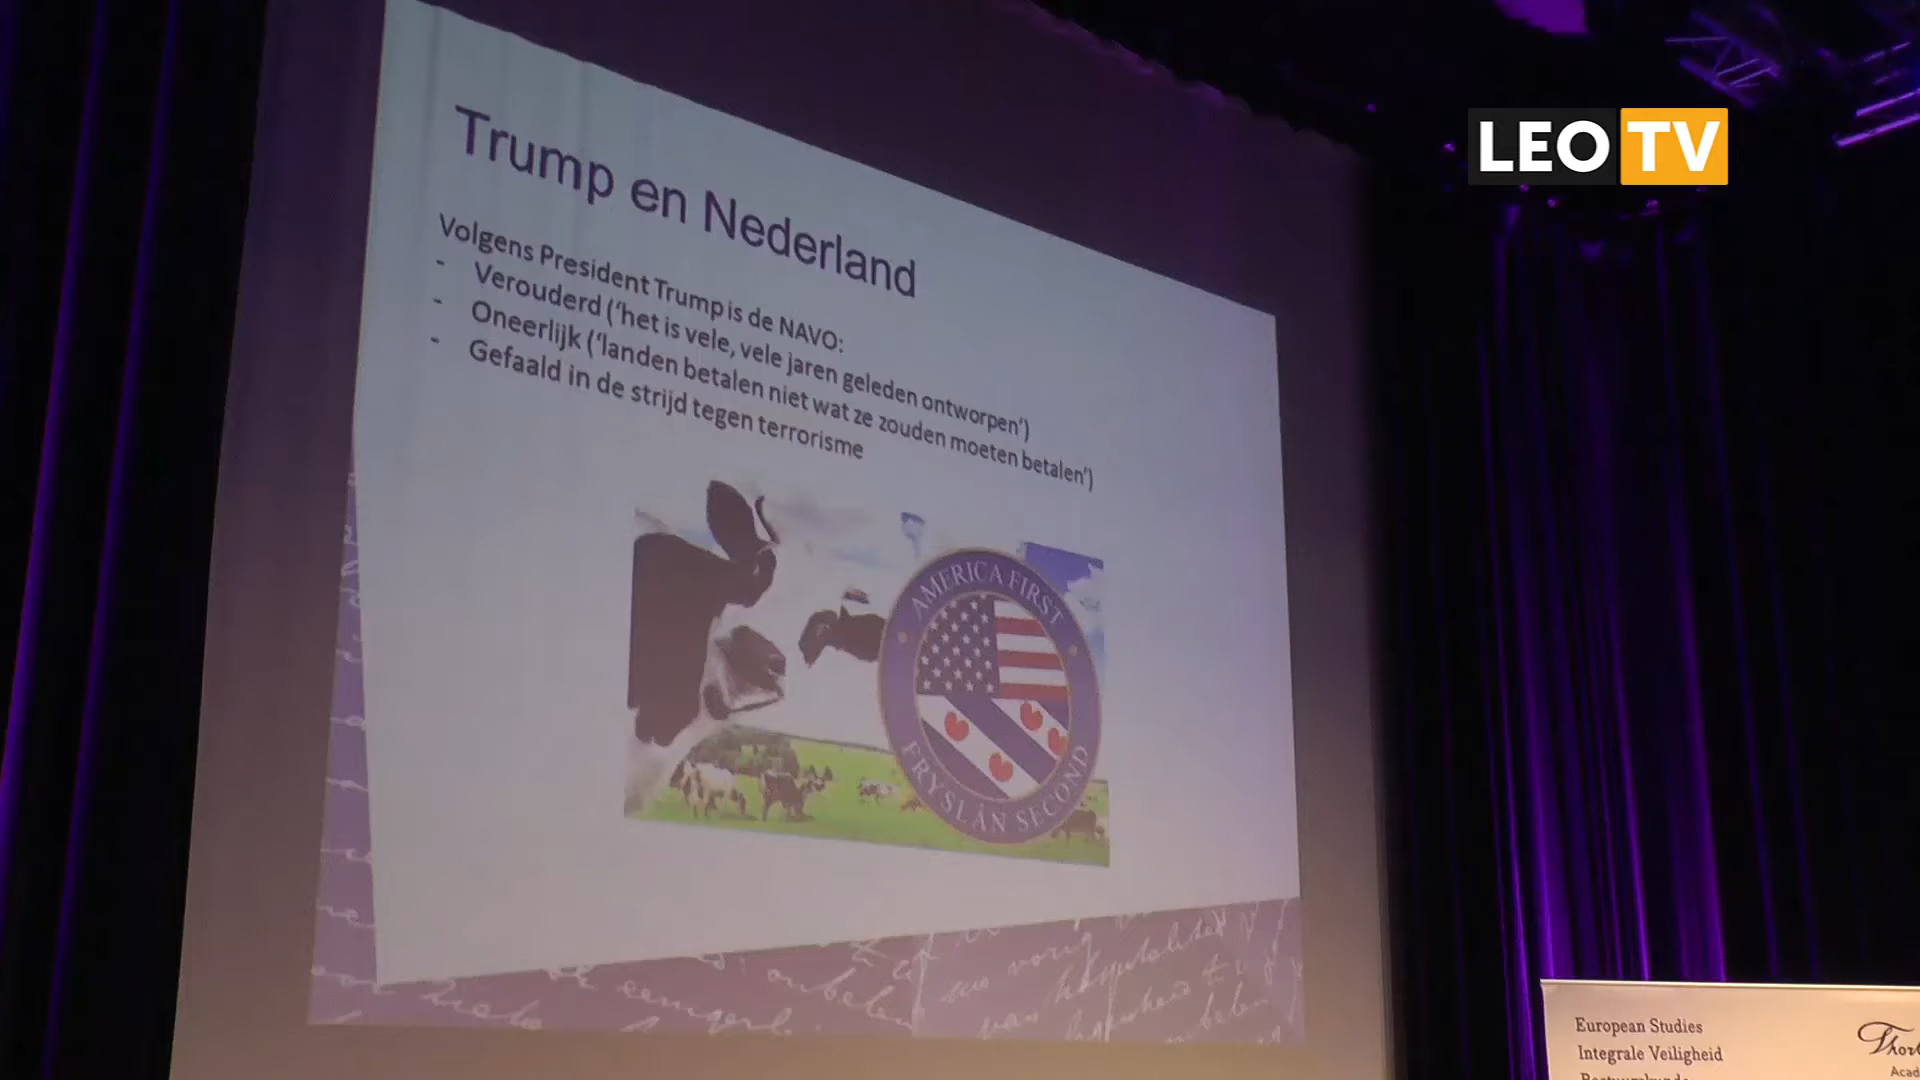 LEO TV
Trump en Nederland
Volgens President Trump is de NAVO:
- Verouderd ('het is vele, vele jaren geleden ontworpen')
- Oneerlijk ('landen betalen niet wat ze zouden moeten betalen')
- Gefaald in de strijd tegen terrorisme
AMERICA FIRST
FRYSLÂN SECOND
European Studies
Integrale Veiligheid